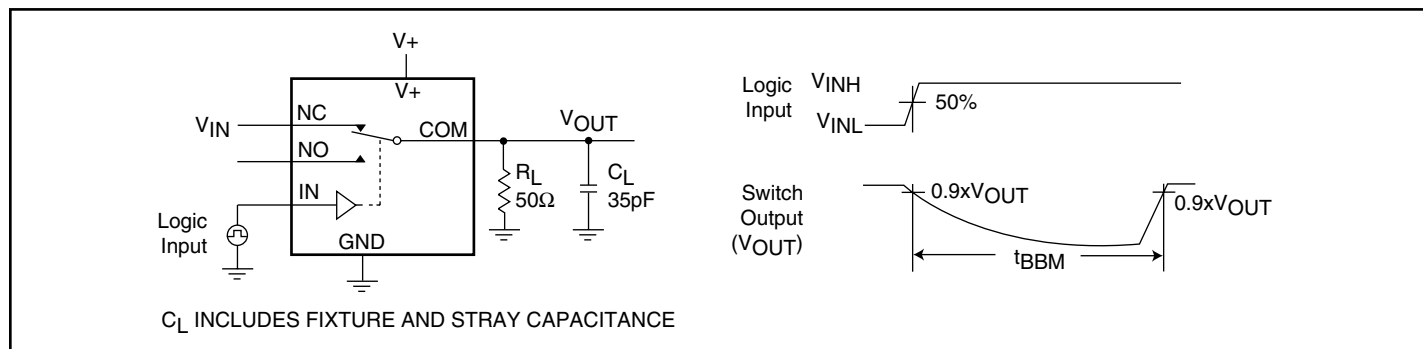 V+
V+
VIN
NC
COM
VOUT
NO
IN
RL
50Ω
CL
35pF
Logic
Input
GND
CL INCLUDES FIXTURE AND STRAY CAPACITANCE
Logic
Input
VINH
50%
VINL
Switch
Output
(VOUT)
0.9xVOUT
0.9xVOUT
tBBM